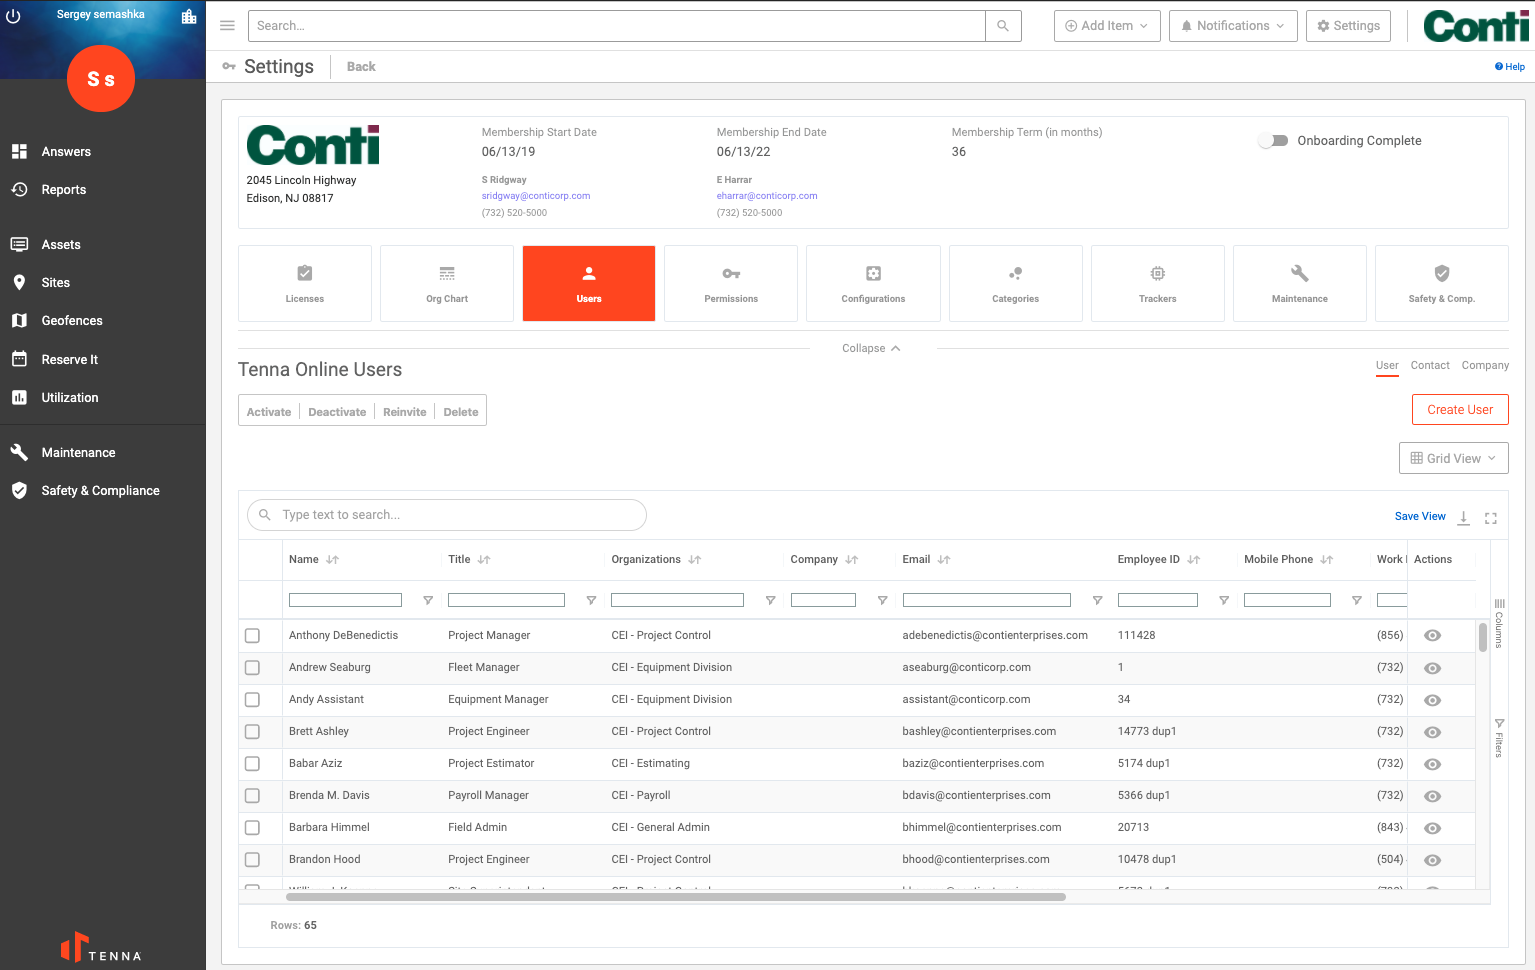 Sergey semashka
S s
Answers
Reports
Assets
Sites
Geofences
Reserve It
Utilization
Maintenance
Safety & Compliance
TENNA
Search...
Add Item
Notifications
Settings
Conti
Settings
Back
Help
Conti
2045 Lincoln Highway
Edison, NJ 08817
Membership Start Date
06/13/19
S Ridgway
sridgway@conticorp.com
(732) 520-5000
Membership End Date
06/13/22
E Harrar
eharrar@conticorp.com
(732) 520-5000
Membership Term (in months)
36
Onboarding Complete
Licenses
Org Chart
Users
Permissions
Configurations
Categories
Trackers
Maintenance
Safety & Comp.
Collapse
Tenna Online Users
User Contact Company
Activate Deactivate Reinvite Delete
Create User
Grid View
Type text to search...
Save View
Name Title Organizations Company Email Employee ID Mobile Phone Work Actions
Anthony DeBenedictis Project Manager CEI - Project Control adebenedictis@contienterprises.com 111428 (856)
Andrew Seaburg Fleet Manager CEI - Equipment Division aseaburg@conticorp.com 1 (732)
Andy Assistant Equipment Manager CEI - Equipment Division assistant@conticorp.com 34 (732)
Brett Ashley Project Engineer CEI - Project Control bashley@contienterprises.com 14773 dup1 (732)
Babar Aziz Project Estimator CEI - Estimating baziz@contienterprises.com 5174 dup1 (732)
Brenda M. Davis Payroll Manager CEI - Payroll bdavis@contienterprises.com 5366 dup1 (732)
Barbara Himmel Field Admin CEI - General Admin bhimmel@contienterprises.com 20713 (843)
Brandon Hood Project Engineer CEI - Project Control bhood@contienterprises.com 10478 dup1 (504)
Columns
Filters
Rows: 65